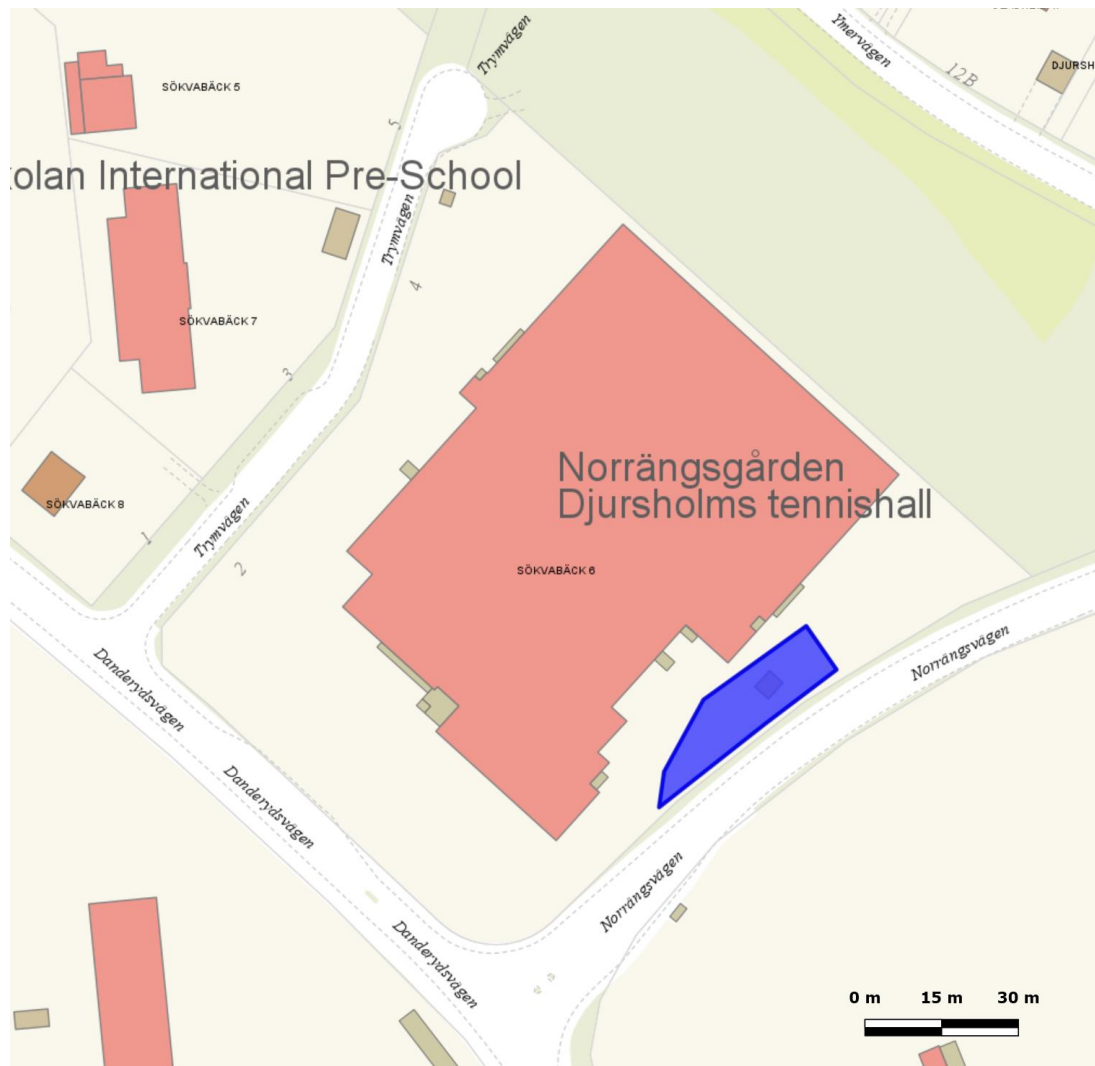 Trymvägen
Ymervägen
12B
DJURSH
SÖKVABÄCK 5
5
kolan International Pre-School
Trymvägen
4
SÖKVABÄCK 7
3
Norrängsgården
Djursholms tennishall
SÖKVABÄCK 8
1
Trymvägen
2
SÖKVABÄCK 6
Norrängsvägen
Danderydsvägen
Danderydsvägen
Norrängsvägen
Danderydsvägen
0 m 15 m 30 m